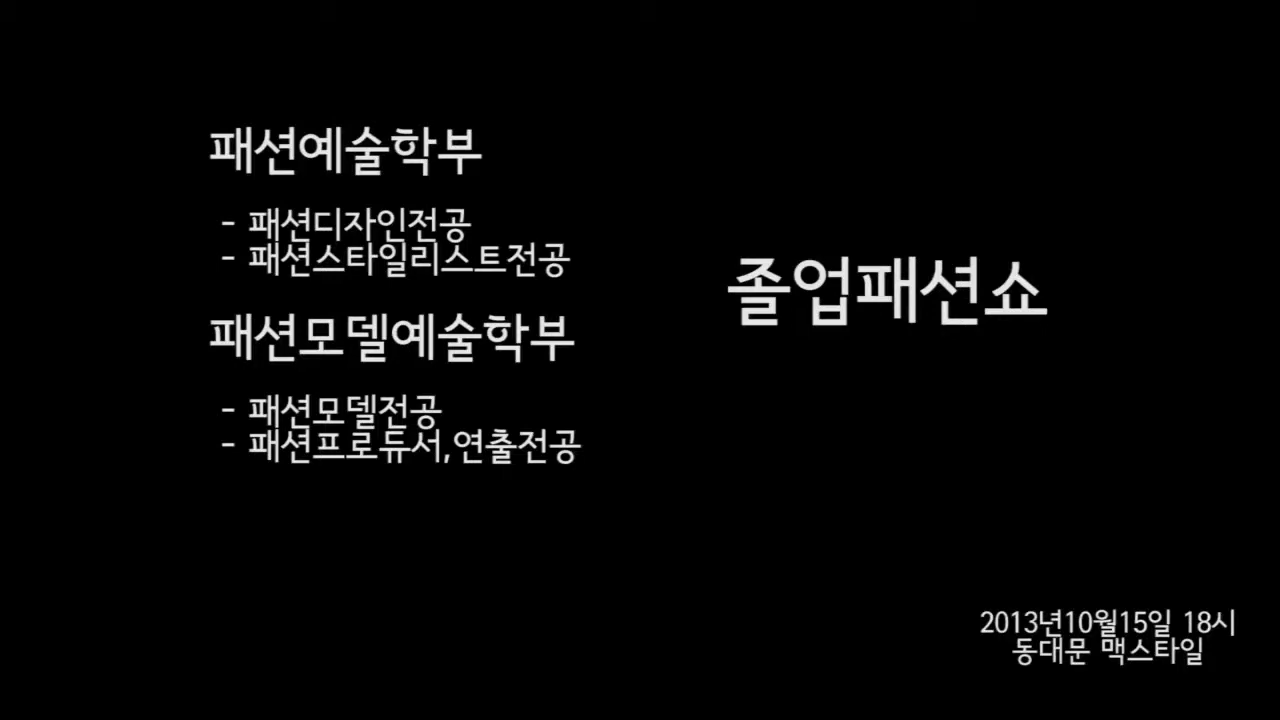 패션예술학부
- 패션디자인전공
- 패션스타일리스트전공
패션모델예술학부
- 패션모델전공
- 패션프로듀서,연출전공
졸업패션쇼
2013년10월15일 18시
동대문 맥스타일